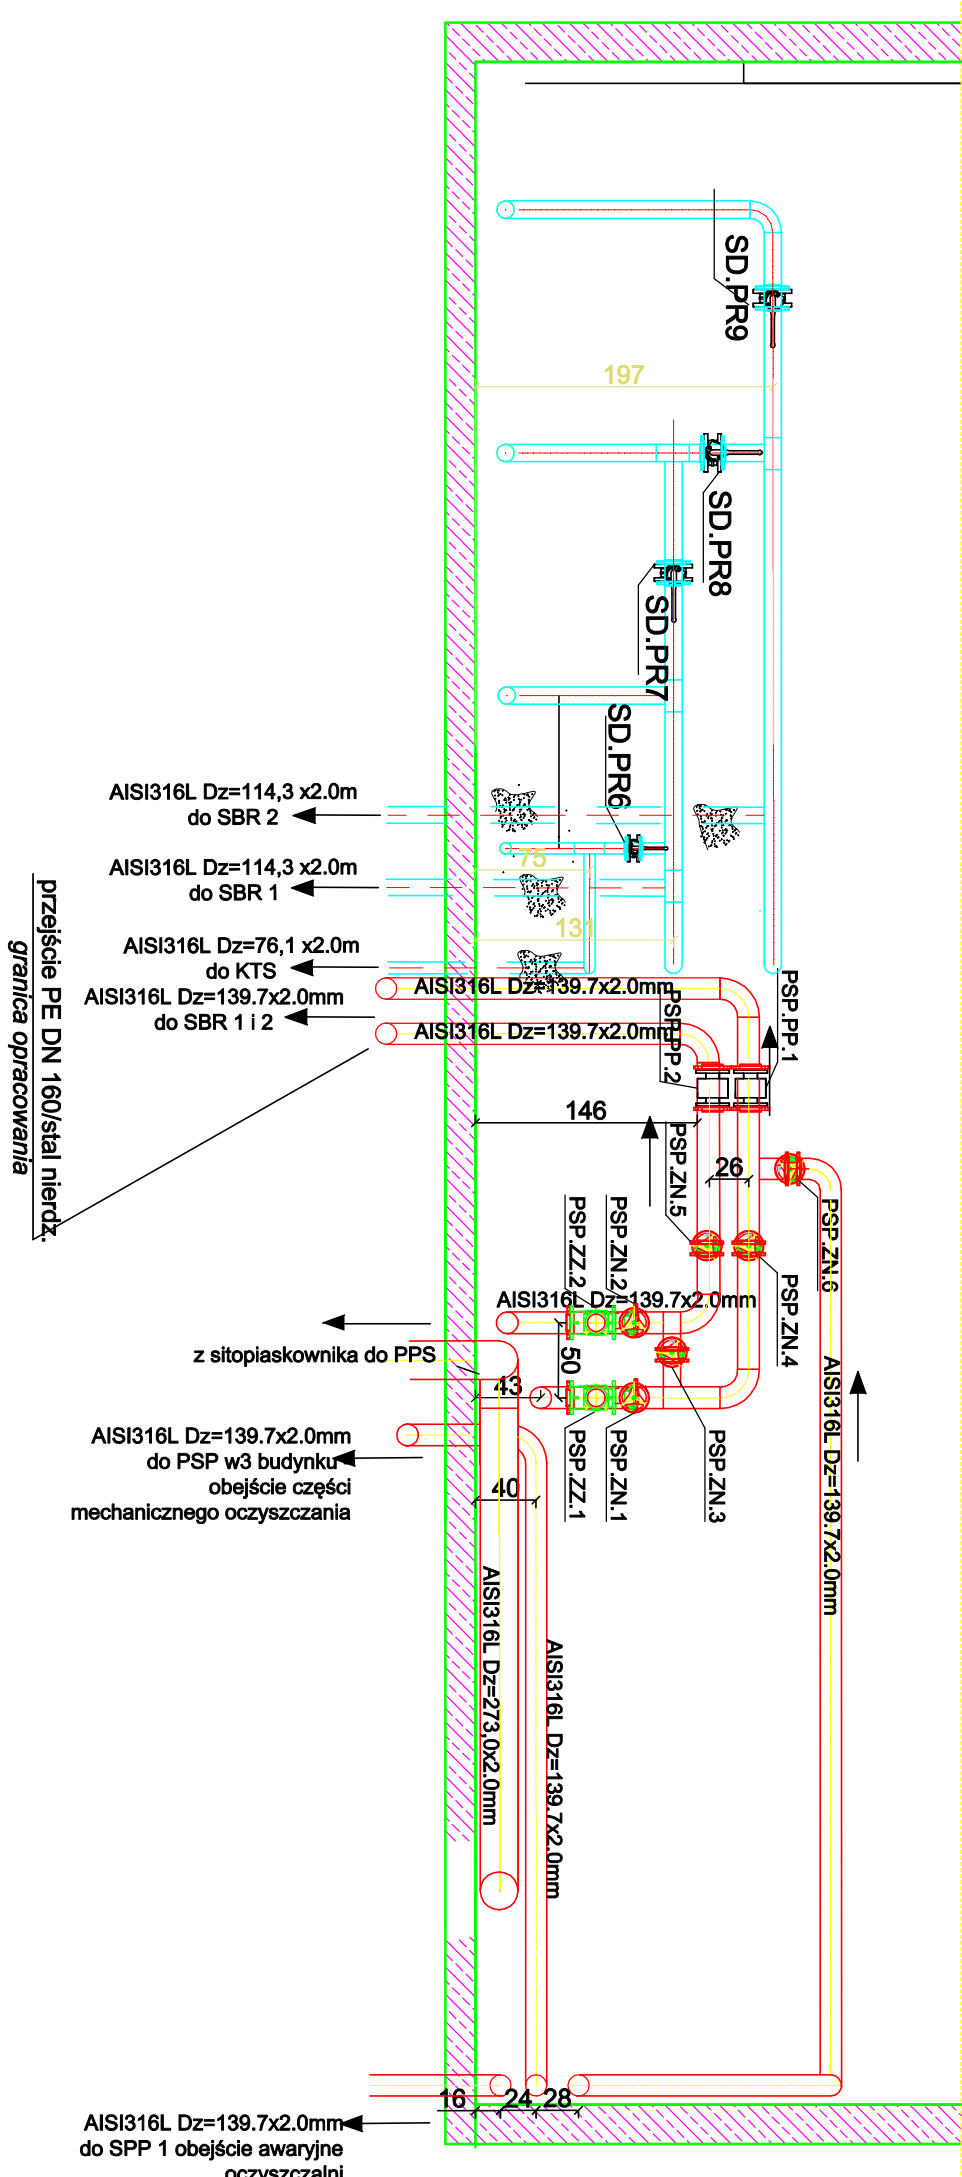 SD.PR9
197
SD.PR8
SD.PR7
SD.PR6
AISI316L Dz=114,3 x2.0m
do SBR 2
75
AISI316L Dz=114,3 x2.0m
do SBR 1
131
AISI316L Dz=76,1 x2.0m
do KTS
AISI316L Dz=139.7x2.0mm
do SBR 1 i 2
AISI316L Dz=139.7x2.0mm
AISI316L Dz=139.7x2.0mm
PSP.PP.2
PSP.PP.1
przejście PE DN 160/stal nierdz.
granica opracowania
146
26
PSP.ZN.5
PSP.ZN.6
PSP.ZZ.2
PSP.ZN.2
PSP.ZN.4
AISI316L Dz=139.7x2.0mm
z sitopiaskownika do PPS
50
43
AISI316L Dz=139.7x2.0mm
AISI316L Dz=139.7x2.0mm
do PSP w3 budynku
obejście części
mechanicznego oczyszczania
PSP.ZZ.1
PSP.ZN.1
PSP.ZN.3
40
AISI316L Dz=273,0x2.0mm
AISI316L Dz=139.7x2.0mm
16
24
28
AISI316L Dz=139.7x2.0mm
do SPP 1 obejście awaryjne
oczyszczalni